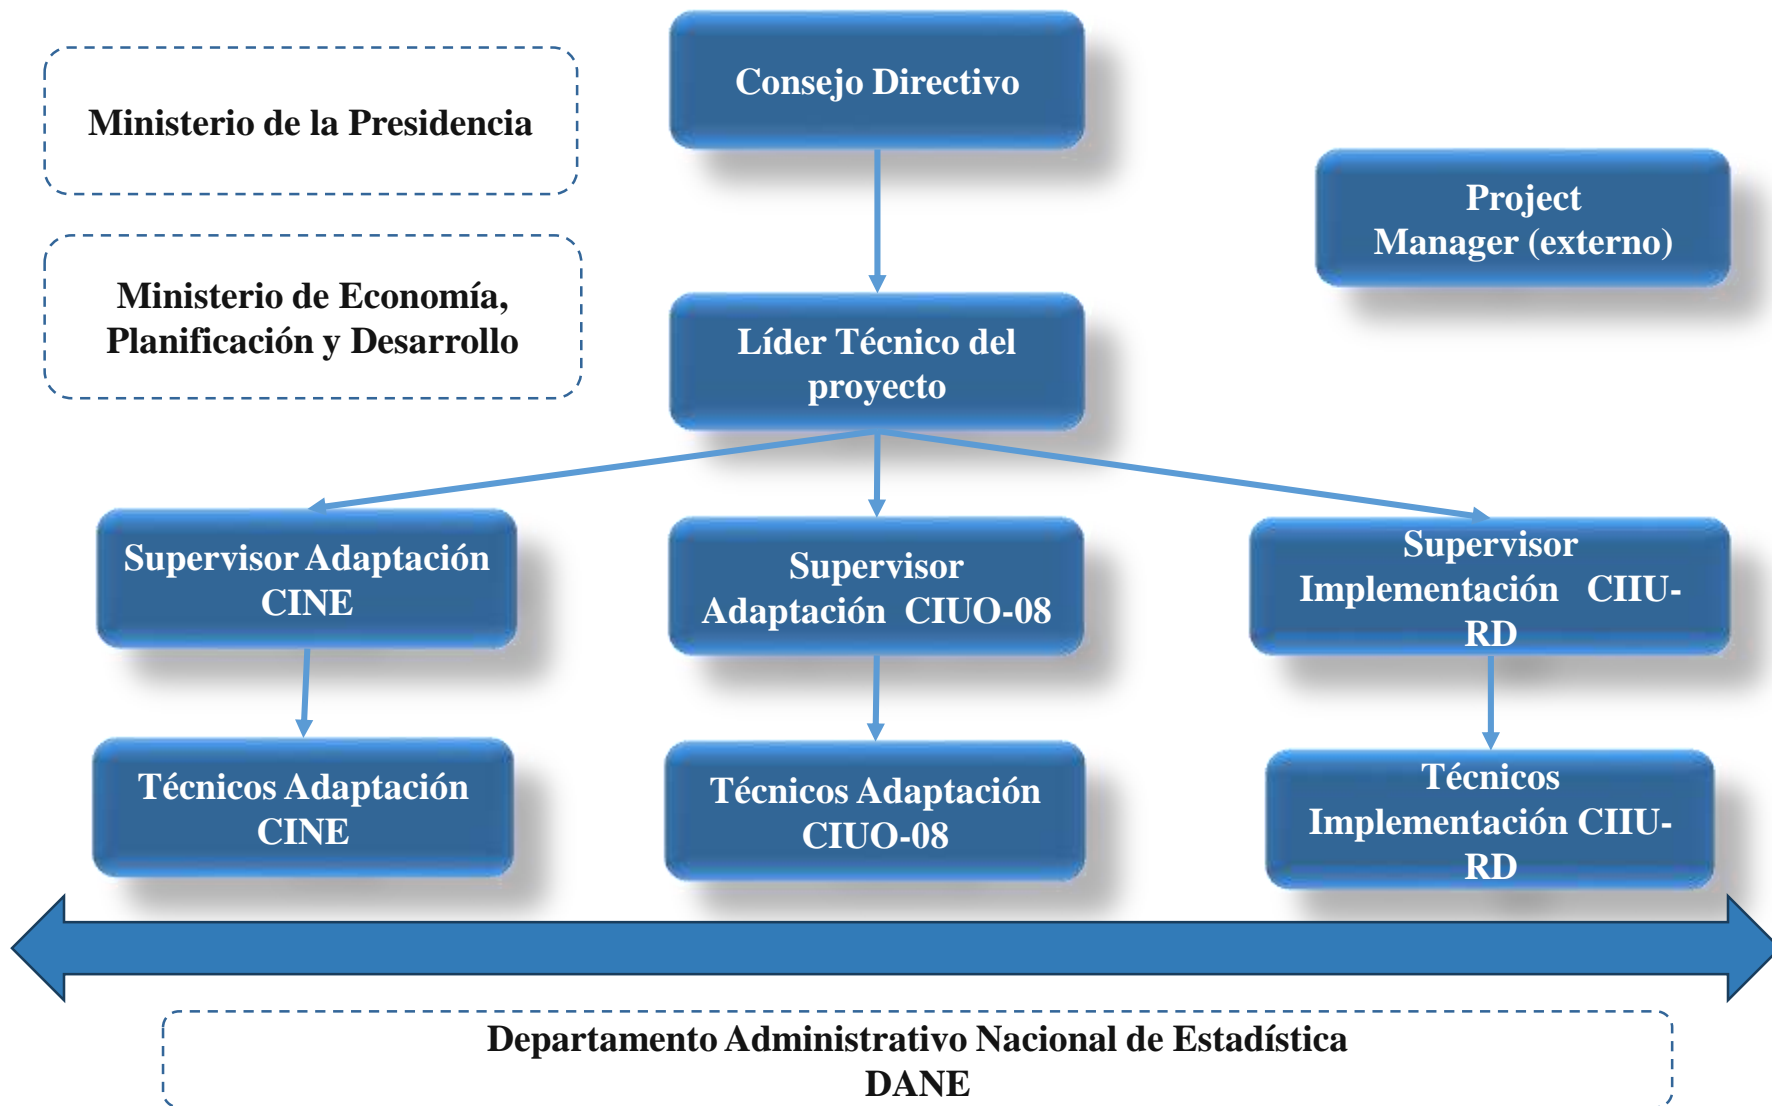 Consejo Directivo
Ministerio de la Presidencia
Project
Manager (externo)
Ministerio de Economía,
Planificación y Desarrollo
Líder Técnico del
proyecto
Supervisor Adaptación
CINE
Supervisor
Adaptación CIUO-08
Supervisor
Implementación CIIU-
RD
Técnicos Adaptación
CINE
Técnicos Adaptación
CIUO-08
Técnicos
Implementación CIIU-
RD
Departamento Administrativo Nacional de Estadística
DANE